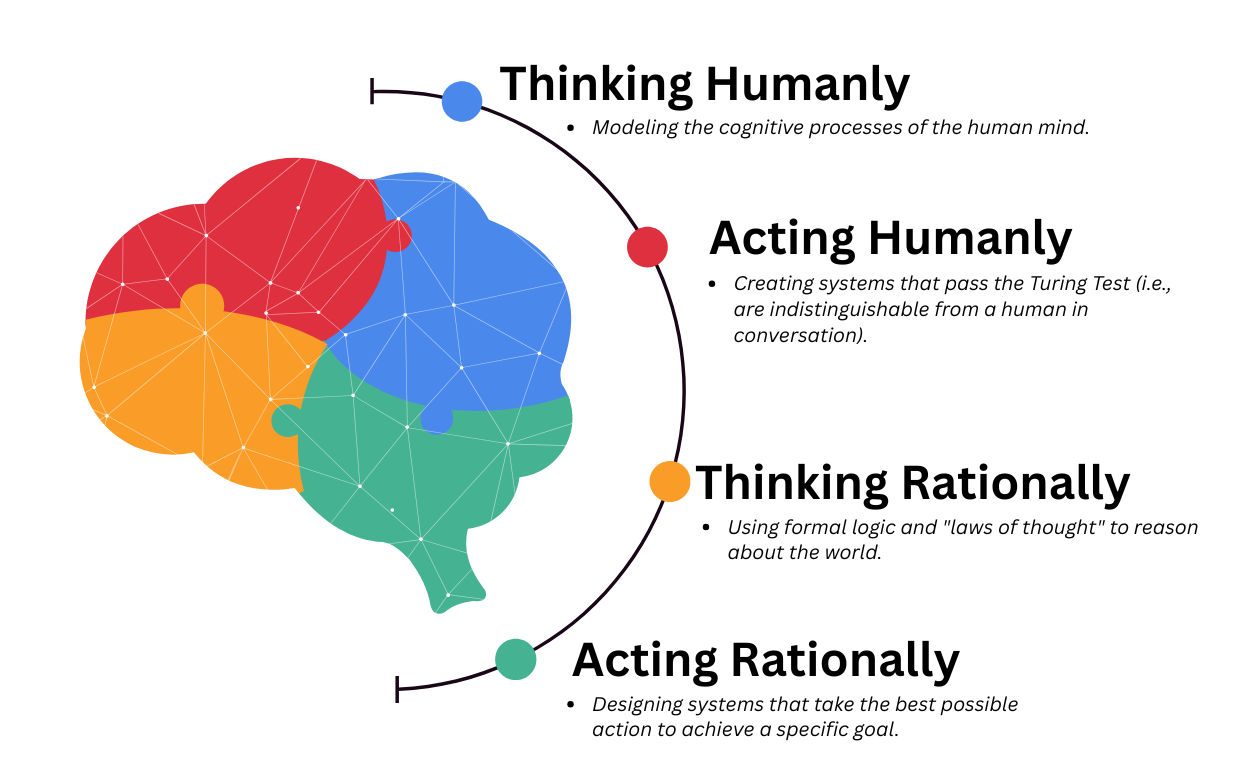 Thinking Humanly
• Modeling the cognitive processes of the human mind.
Acting Humanly
• Creating systems that pass the Turing Test (i.e.,
are indistinguishable from a human in
conversation).
Thinking Rationally
• Using formal logic and "laws of thought" to reason
about the world.
Acting Rationally
• Designing systems that take the best possible
action to achieve a specific goal.